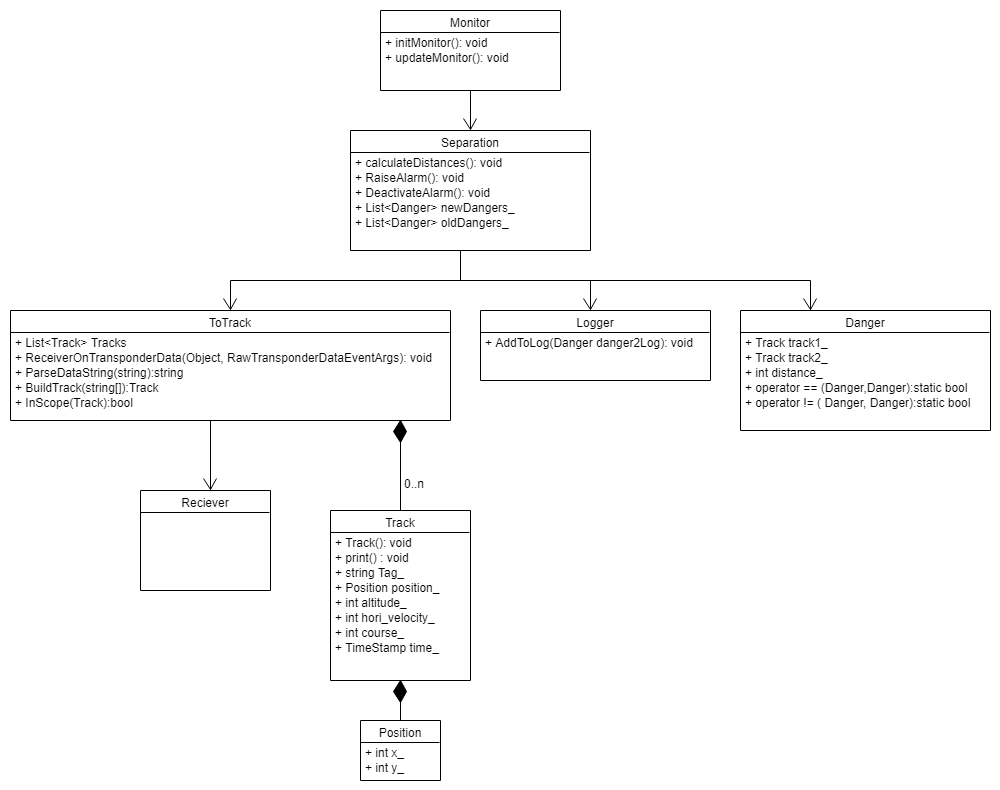 Monitor
+ initMonitor(): void
+ updateMonitor(): void
Separation
+ calculateDistances(): void
+ RaiseAlarm(): void
+ DeactivateAlarm(): void
+ List<Danger> newDangers_
+ List<Danger> oldDangers_
ToTrack
+ List<Track> Tracks
+ ReceiverOnTransponderData(Object, RawTransponderDataEventArgs): void
+ ParseDataString(string):string
+ BuildTrack(string[]):Track
+ InScope(Track):bool
Logger
+ AddToLog(Danger danger2Log): void
Danger
+ Track track1_
+ Track track2_
+ int distance_
+ operator == (Danger,Danger):static bool
+ operator != ( Danger, Danger):static bool
Reciever
0..n
Track
+ Track(): void
+ print() : void
+ string Tag_
+ Position position_
+ int altitude_
+ int hori_velocity_
+ int course_
+ TimeStamp time_
Position
+ int x_
+ int y_